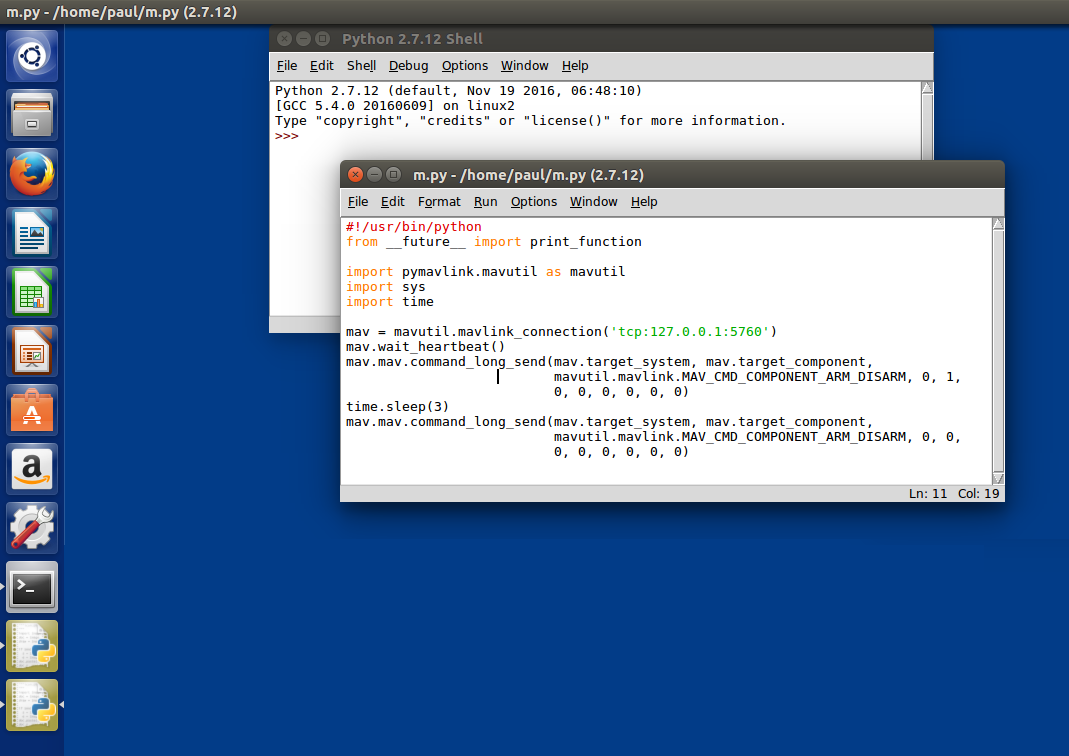 m.py - /home/paul/m.py (2.7.12)
Python 2.7.12 Shell
File Edit Shell Debug Options Window Help
Python 2.7.12 (default, Nov 19 2016, 06:48:10)
[GCC 5.4.0 20160609] on linux2
Type "copyright", "credits" or "license()" for more information.
>>>
m.py - /home/paul/m.py (2.7.12)
File Edit Format Run Options Window Help
#!/usr/bin/python
from __future__ import print_function
import pymavlink.mavutil as mavutil
import sys
import time
mav = mavutil.mavlink_connection('tcp:127.0.0.1:5760')
mav.wait_heartbeat()
mav.mav.command_long_send(mav.target_system, mav.target_component,
mavutil.mavlink.MAV_CMD_COMPONENT_ARM_DISARM, 0, 1,
0, 0, 0, 0, 0, 0)
time.sleep(3)
mav.mav.command_long_send(mav.target_system, mav.target_component,
mavutil.mavlink.MAV_CMD_COMPONENT_ARM_DISARM, 0, 0,
0, 0, 0, 0, 0, 0)
Ln: 11 Col: 19
A
a
>_